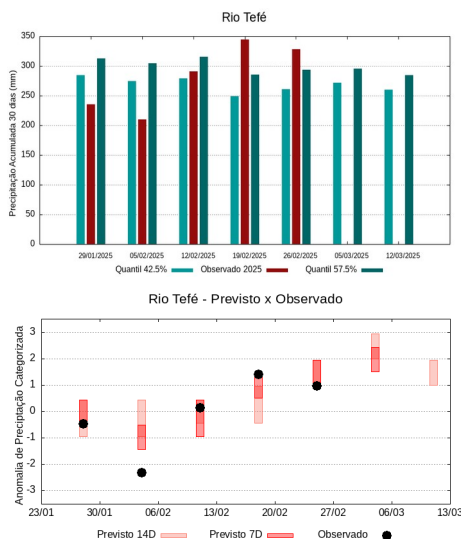 Rio Tefé
Precipitação Acumulada 30 dias (mm)
350
300
250
200
150
100
50
0
29/01/2025 05/02/2025 12/02/2025 19/02/2025 26/02/2025 05/03/2025 12/03/2025
Quantil 42.5% Observado 2025 Quantil 57.5%
Rio Tefé - Previsto x Observado
Anomalia de Precipitação Categorizada
3
2
1
0
-1
-2
-3
23/01 30/01 06/02 13/02 20/02 27/02 06/03 13/03
Previsto 14D Previsto 7D Observado